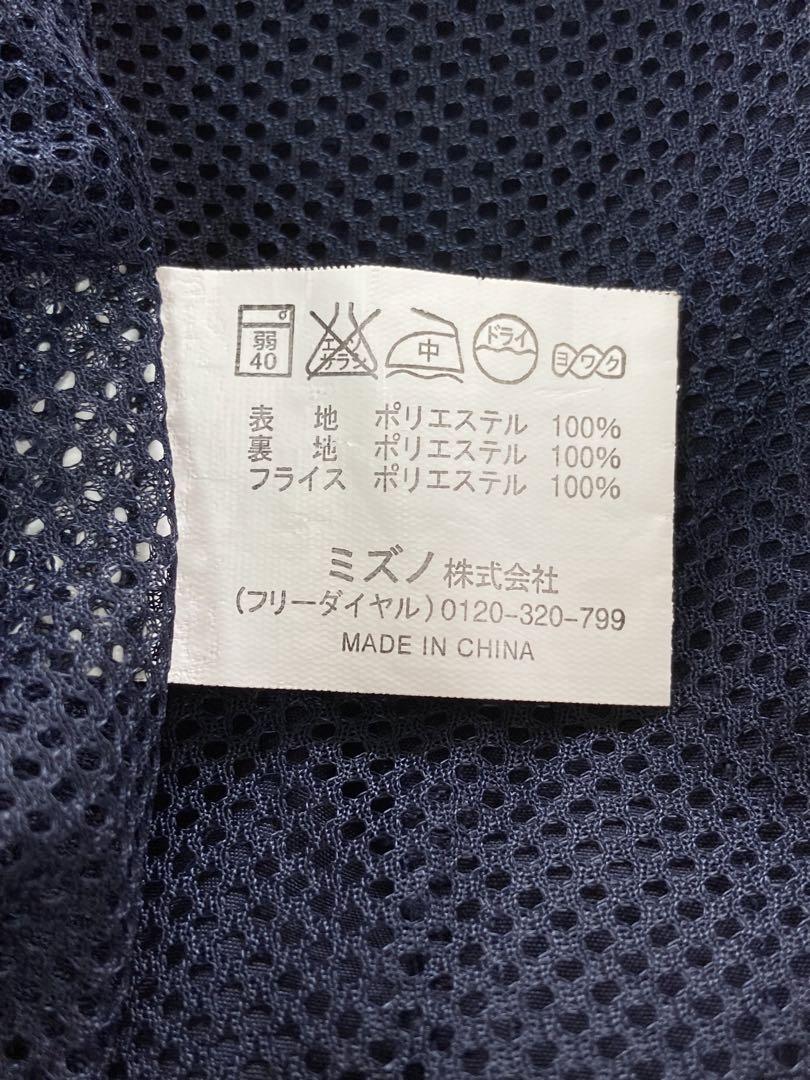 弱 40 エンソ サラシ 中 ドライ ヨワク
表 地 ポリエステル 100%
裏 地 ポリエステル 100%
フライス ポリエステル 100%
ミズノ株式会社
(フリーダイヤル)0120-320-799
MADE IN CHINA